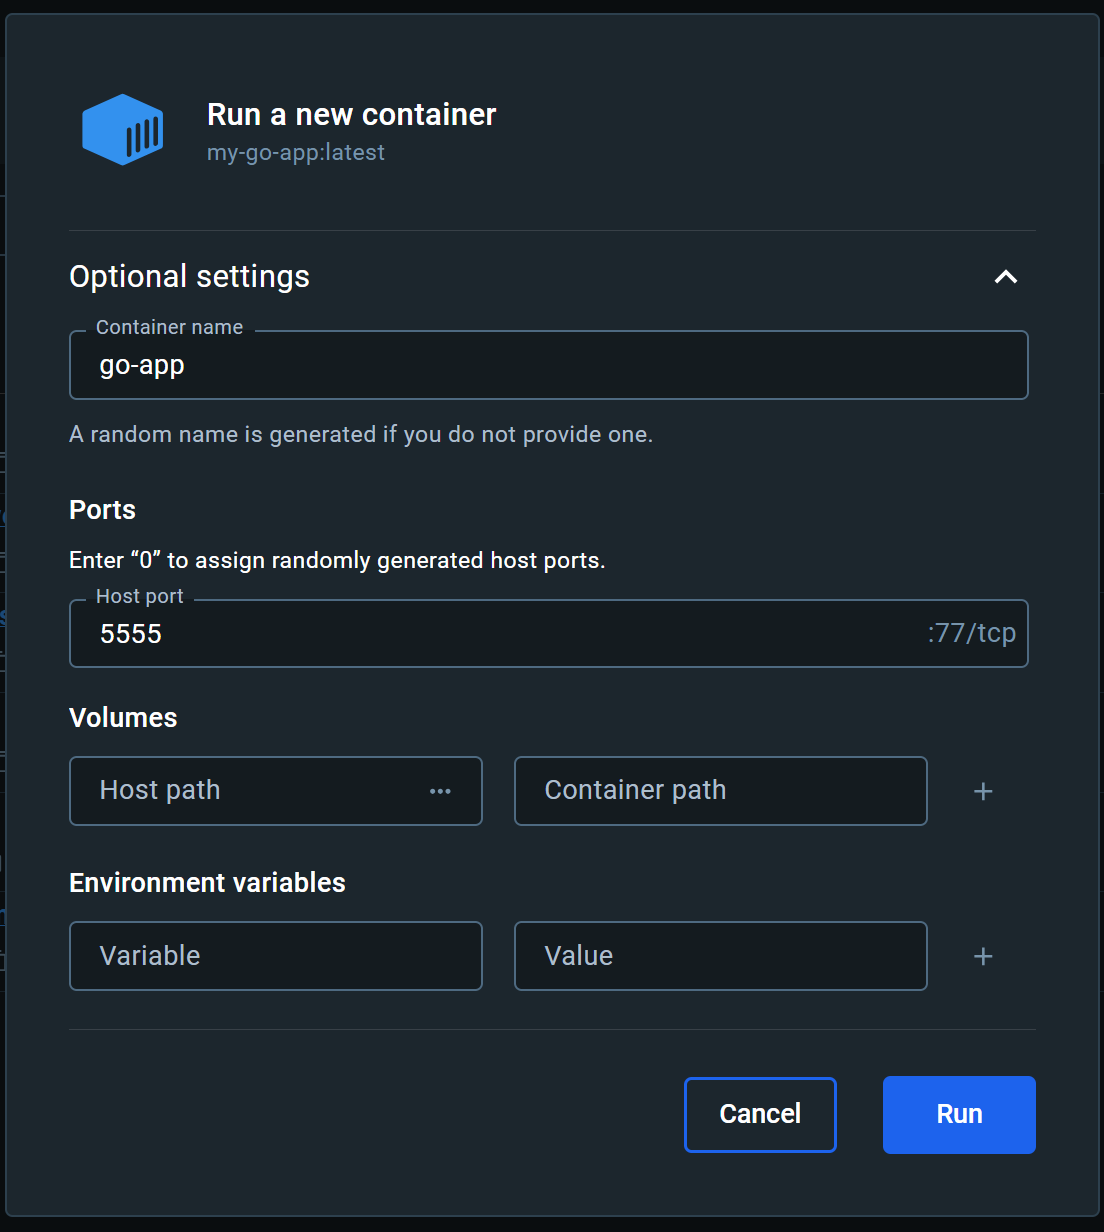 Run a new container
my-go-app:latest
Optional settings
Container name
go-app
A random name is generated if you do not provide one.
Ports
Enter “0” to assign randomly generated host ports.
Host port
5555 :77/tcp
Volumes
Host path ••• Container path +
Environment variables
Variable Value +
Cancel Run